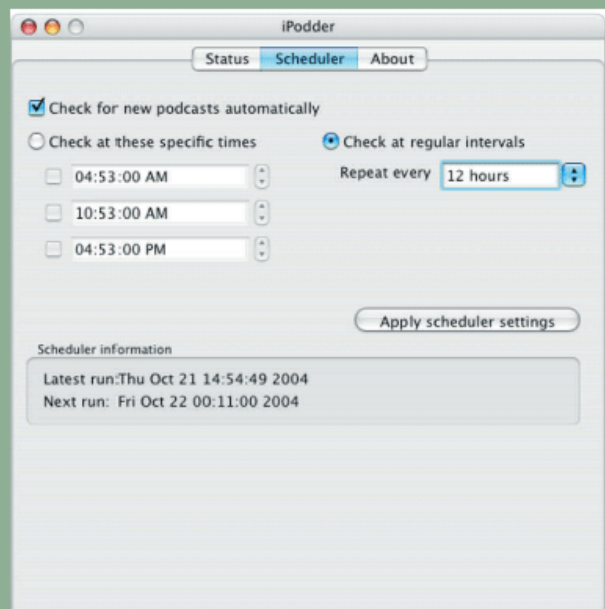 iPodder
Status Scheduler About
Check for new podcasts automatically
Check at these specific times
Check at regular intervals
04:53:00 AM
Repeat every 12 hours
10:53:00 AM
04:53:00 PM
Apply scheduler settings
Scheduler information
Latest run:Thu Oct 21 14:54:49 2004
Next run: Fri Oct 22 00:11:00 2004